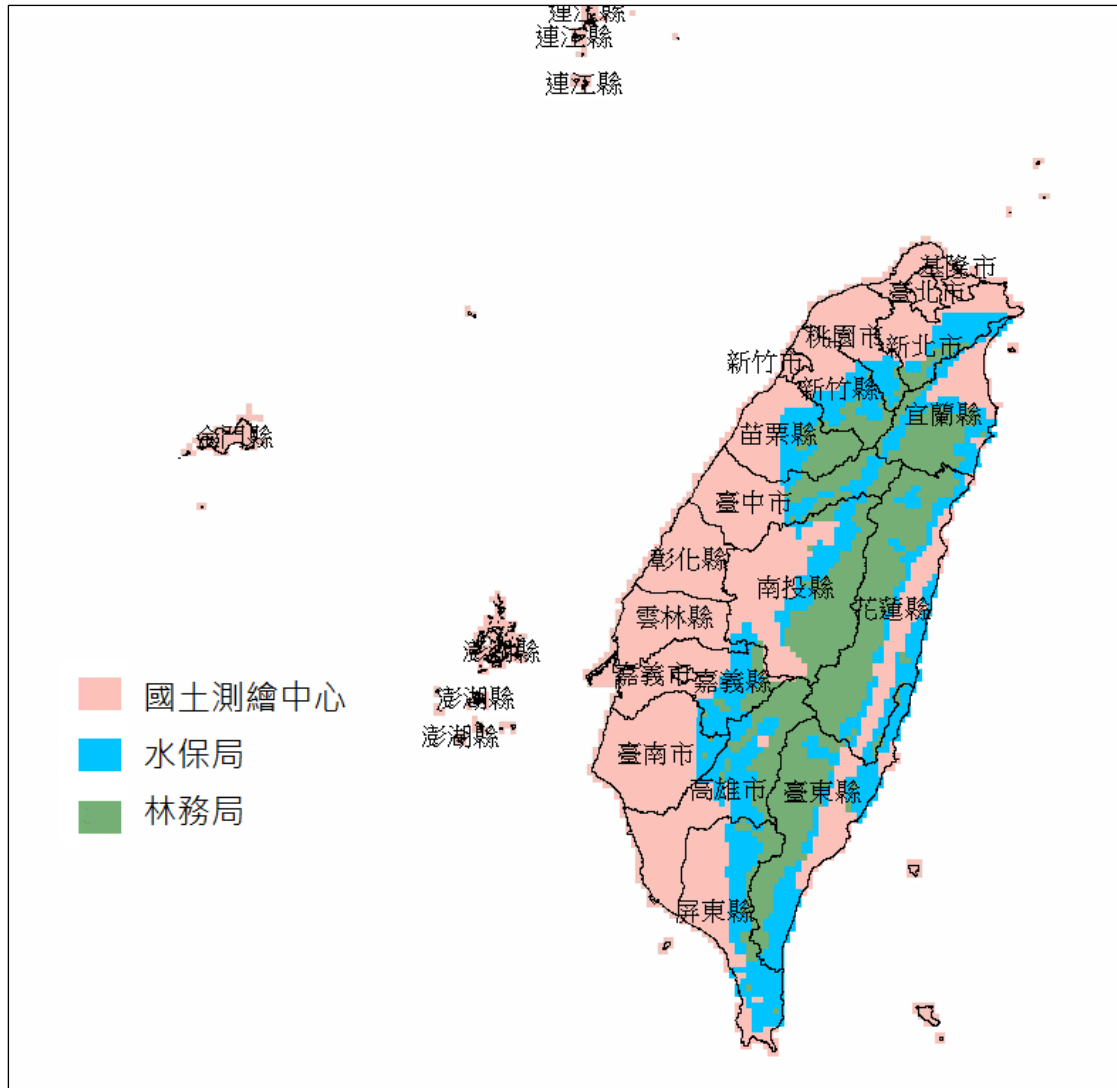 連江縣
連江縣
連江縣
基隆市
臺北市
桃園市
新北市
新竹市
新竹縣
宜蘭縣
苗栗縣
金門縣
臺中市
彰化縣
南投縣
花蓮縣
雲林縣
澎湖縣
嘉義市
嘉義縣
澎湖縣
澎湖縣
臺南市
高雄市
臺東縣
屏東縣
國土測繪中心
水保局
林務局